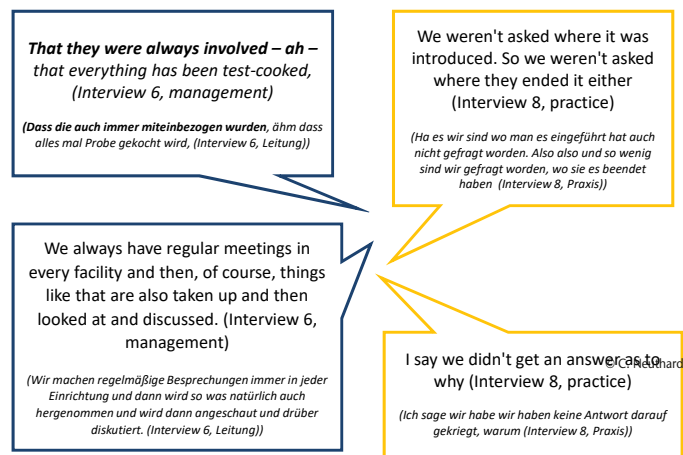 That they were always involved – ah –
that everything has been test-cooked,
(Interview 6, management)
(Dass die auch immer miteinbezogen wurden, ähm dass
alles mal Probe gekocht wird, (Interview 6, Leitung))
We weren't asked where it was
introduced. So we weren't asked
where they ended it either
(Interview 8, practice)
(Ha es wir sind wo man es eingeführt hat auch
nicht gefragt worden. Also also und so wenig
sind wir gefragt worden, wo sie es beendet
haben (Interview 8, Praxis))
We always have regular meetings in
every facility and then, of course, things
like that are also taken up and then
looked at and discussed. (Interview 6,
management)
(Wir machen regelmäßige Besprechungen immer in jeder
Einrichtung und dann wird so was natürlich auch
hergenommen und wird dann angeschaut und drüber
diskutiert. (Interview 6, Leitung))
I say we didn't get an answer as to
why (Interview 8, practice)
(Ich sage wir habe wir haben keine Antwort darauf
gekriegt, warum (Interview 8, Praxis))
© C. Neuthard